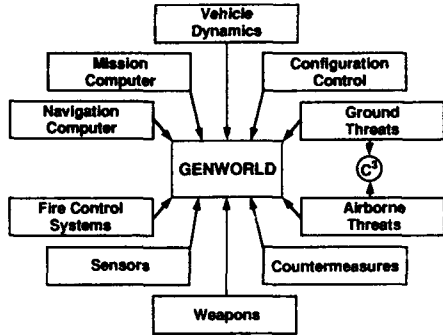 Vehicle
Dynamics
Mission
Computer
Configuration
Control
Navigation
Computer
Ground
Threats
GENWORLD
C³
Fire Control
Systems
Airborne
Threats
Sensors
Countermeasures
Weapons